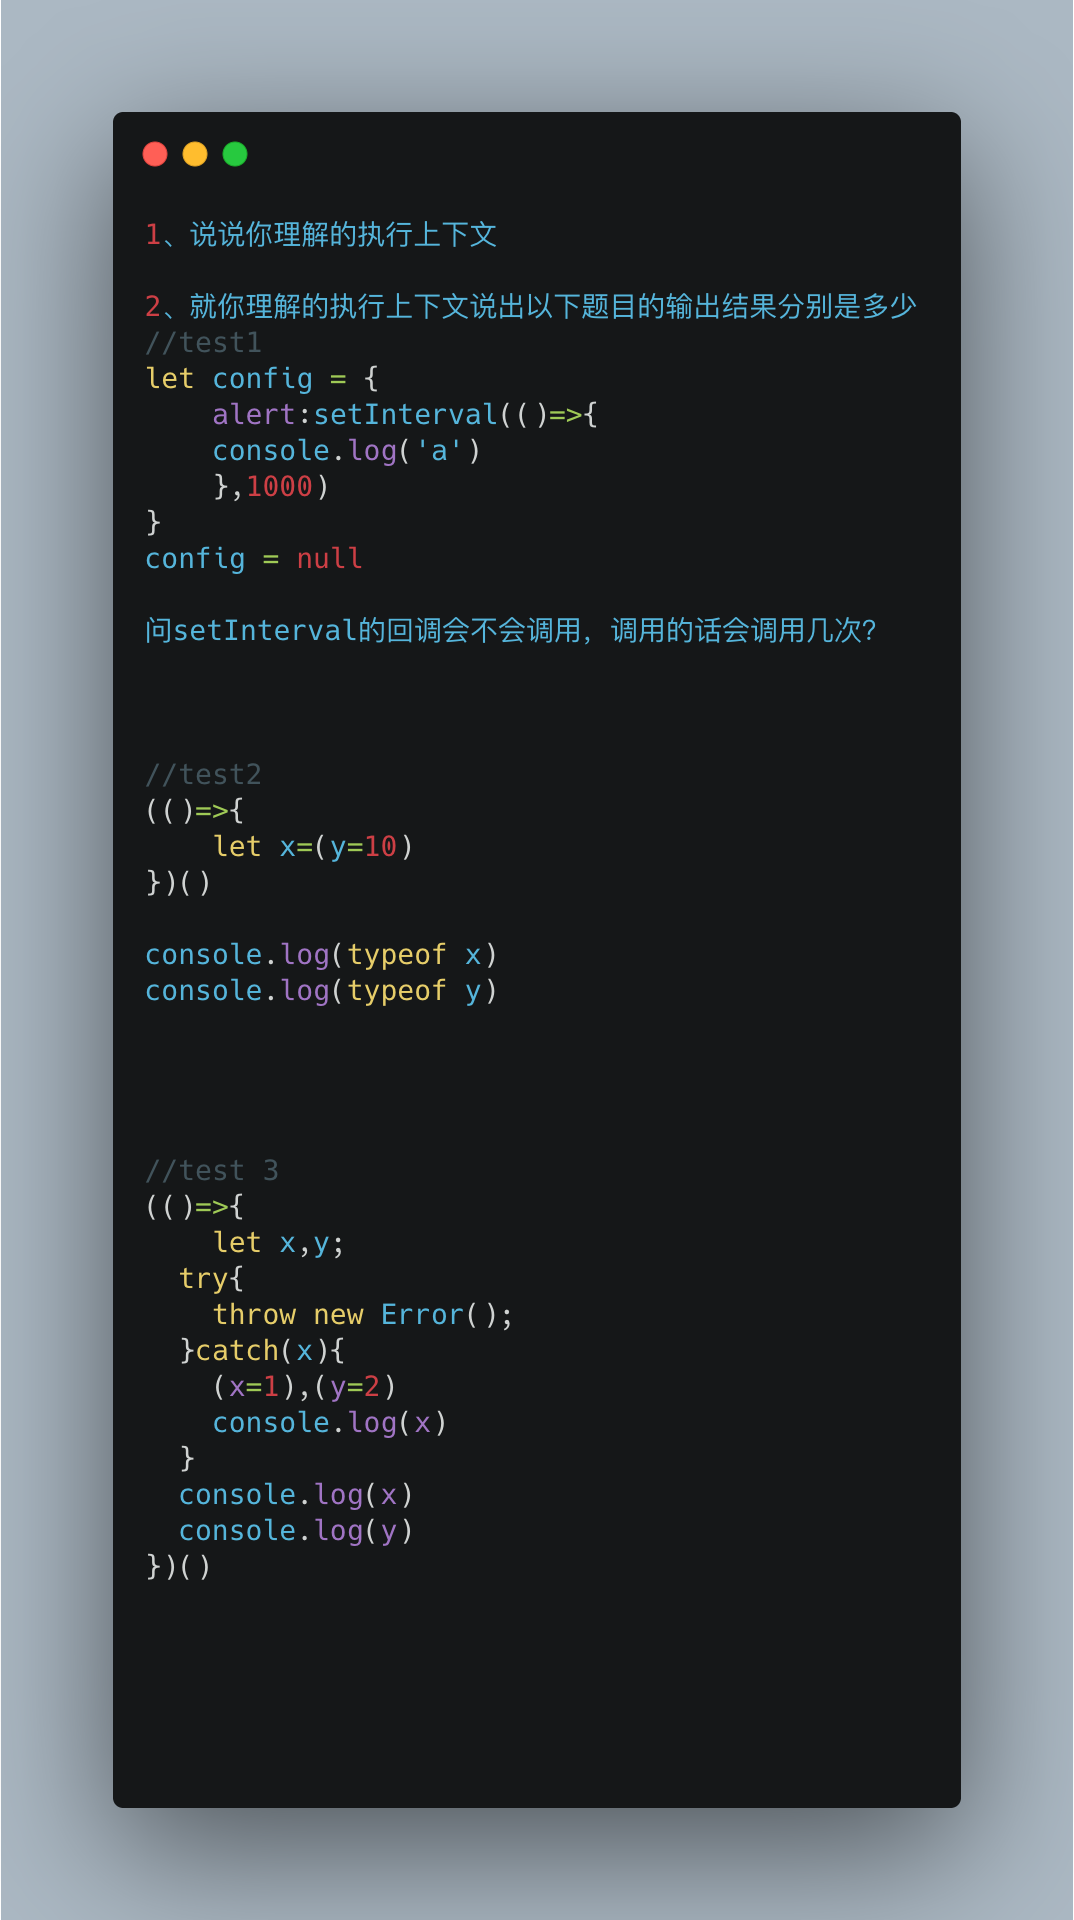 1、说说你理解的执行上下文
2、就你理解的执行上下文说出以下题目的输出结果分别是多少
//test1
let config = {
    alert:setInterval(()=>{
    console.log('a')
    },1000)
}
config = null
问setInterval的回调会不会调用，调用的话会调用几次？
//test2
(()=>{
    let x=(y=10)
})()
console.log(typeof x)
console.log(typeof y)
//test 3
(()=>{
    let x,y;
  try{
    throw new Error();
  }catch(x){
    (x=1),(y=2)
    console.log(x)
  }
  console.log(x)
  console.log(y)
})()